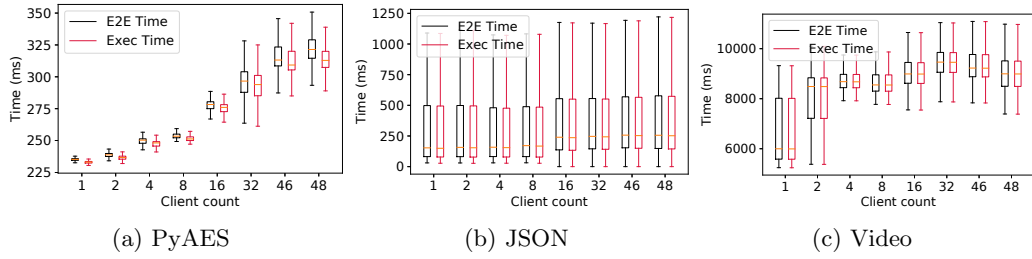 350
325
300
275
250
225
Time (ms)
E2E Time
Exec Time
1 2 4 8 16 32 46 48
Client count
(a) PyAES
1250
1000
750
500
250
0
Time (ms)
E2E Time
Exec Time
1 2 4 8 16 32 46 48
Client count
(b) JSON
10000
8000
6000
Time (ms)
E2E Time
Exec Time
1 2 4 8 16 32 46 48
Client count
(c) Video